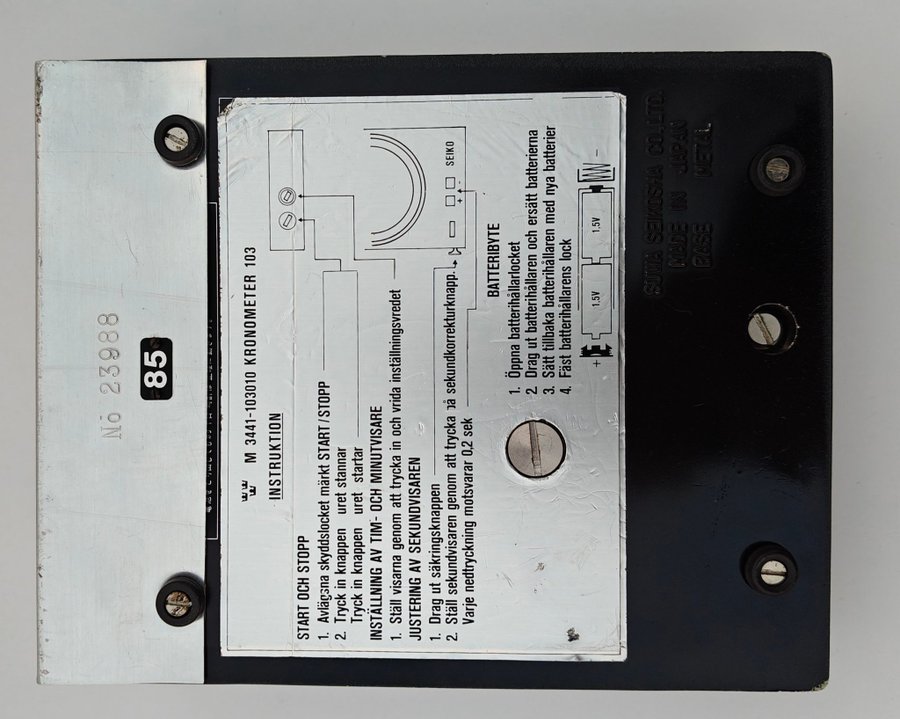 No 23988
85
M 3441-103010 KRONOMETER 103
INSTRUKTION
START OCH STOPP
1. Avlägsna skyddslocket märkt START/STOPP
2. Tryck in knappen uret stannar
Tryck in knappen uret startar
INSTÄLLNING AV TIM- OCH MINUTVISARE
1. Ställ visarna genom att trycka in och vrida inställningsvredet
JUSTERING AV SEKUNDVISAREN
1. Drag ut säkringsknappen
2. Ställ sekundvisaren genom att trycka på sekundkorrekturknapp.
Varje nedtryckning motsvarar 0,2 sek
SEIKO
+ -
BATTERIBYTE
1. Öppna batterihållarlocket
2. Drag ut batterihållaren och ersätt batterierna
3. Sätt tillbaka batterihållaren med nya batterier
4. Fäst batterihållarens lock
+ 1.5V 1.5V -
SUWA SEIKOSHA CO., LTD.
MADE IN JAPAN
BASE METAL